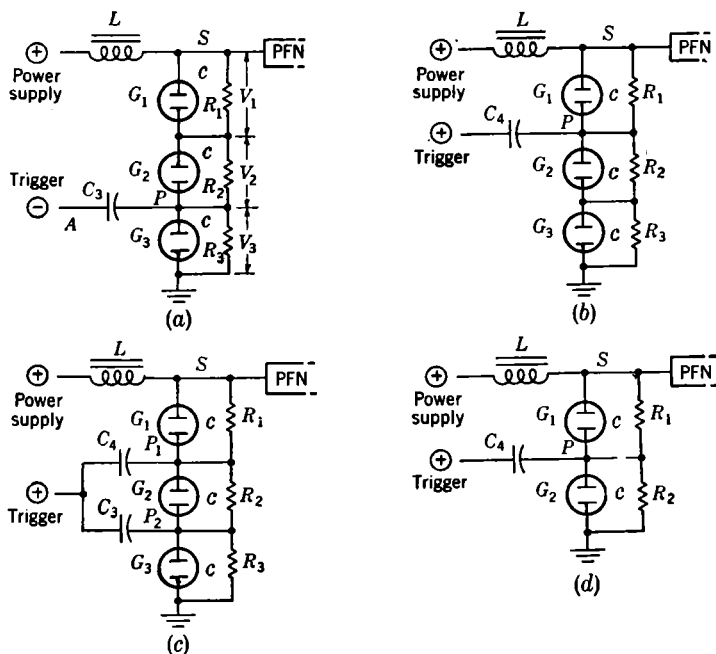 L
S
PFN
+
Power
supply
c
G1
R1
V1
c
G2
R2
V2
Trigger
C3
P
−
A
c
G3
R3
V3
(a)
L
S
PFN
+
Power
supply
G1
c
R1
C4
P
+
Trigger
G2
c
R2
G3
c
R3
(b)
L
S
PFN
+
Power
supply
G1
c
R1
C4
P1
+
Trigger
G2
c
R2
C3
P2
G3
c
R3
(c)
L
S
PFN
+
Power
supply
G1
c
R1
C4
P
+
Trigger
G2
c
R2
(d)